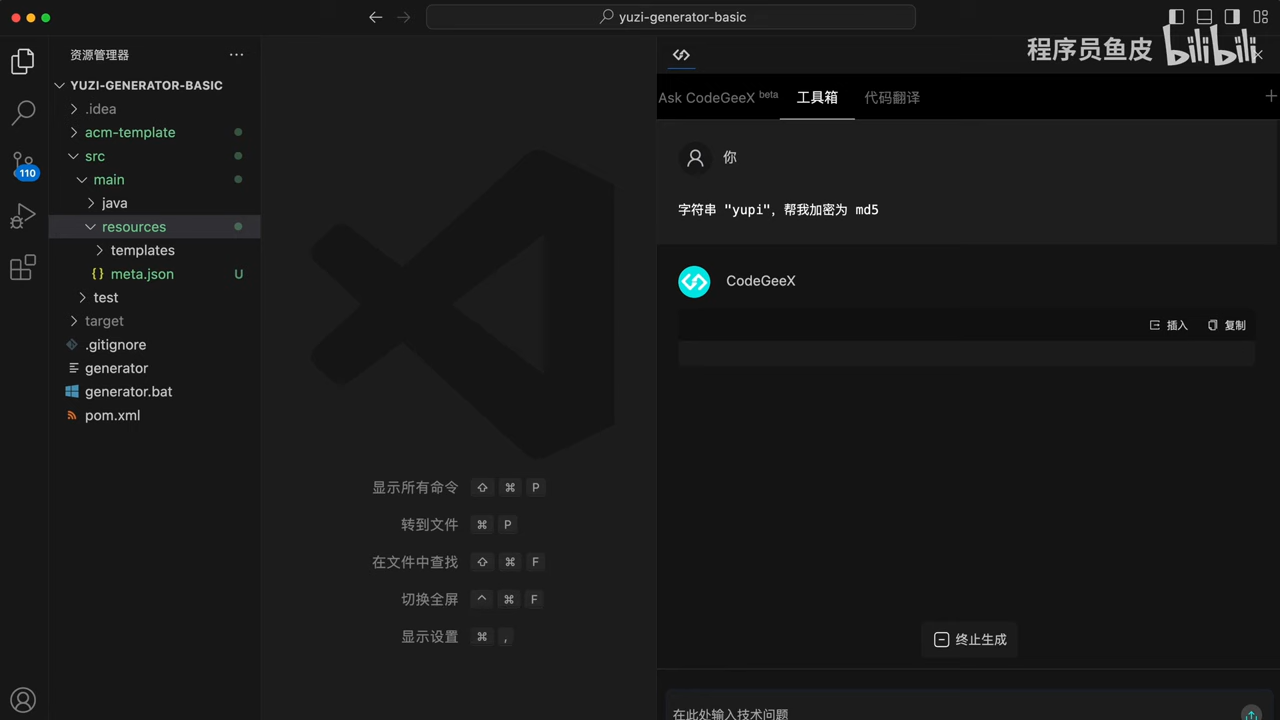 yuzi-generator-basic
程序员鱼皮 bilibili
资源管理器
YUZI-GENERATOR-BASIC
.idea
acm-template
src
main
java
resources
templates
{} meta.json U
test
target
.gitignore
generator
generator.bat
pom.xml
110
显示所有命令 ⇧ ⌘ P
转到文件 ⌘ P
在文件中查找 ⇧ ⌘ F
切换全屏 ^ ⌘ F
显示设置 ⌘ ,
Ask CodeGeeX beta 工具箱 代码翻译
你
字符串 "yupi"，帮我加密为 md5
CodeGeeX
插入 复制
终止生成
在此处输入技术问题